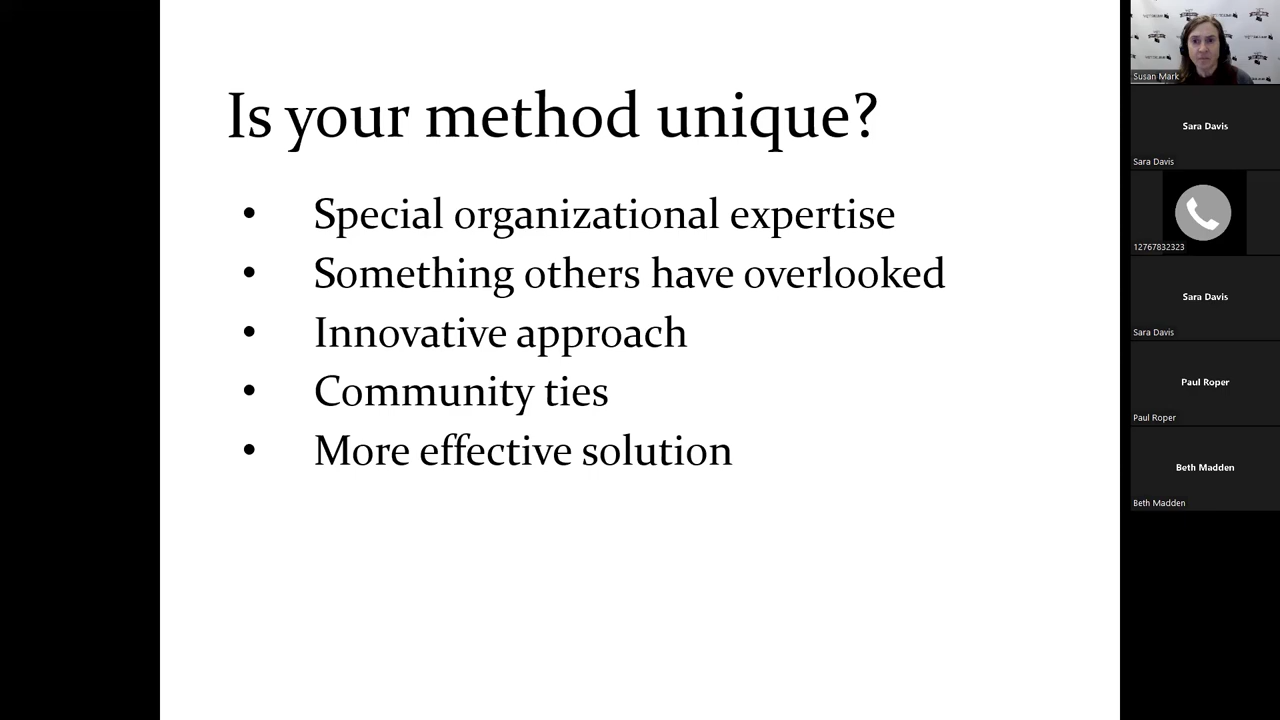 Is your method unique?
• Special organizational expertise
• Something others have overlooked
• Innovative approach
• Community ties
• More effective solution
Susan Mark
Sara Davis
Sara Davis
12767832323
Sara Davis
Sara Davis
Paul Roper
Paul Roper
Beth Madden
Beth Madden